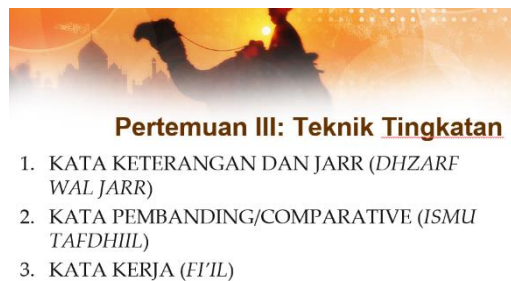 Pertemuan III: Teknik Tingkatan
1. KATA KETERANGAN DAN JARR (DHZARF
WAL JARR)
2. KATA PEMBANDING/COMPARATIVE (ISMU
TAFDHIIL)
3. KATA KERJA (FI'IL)